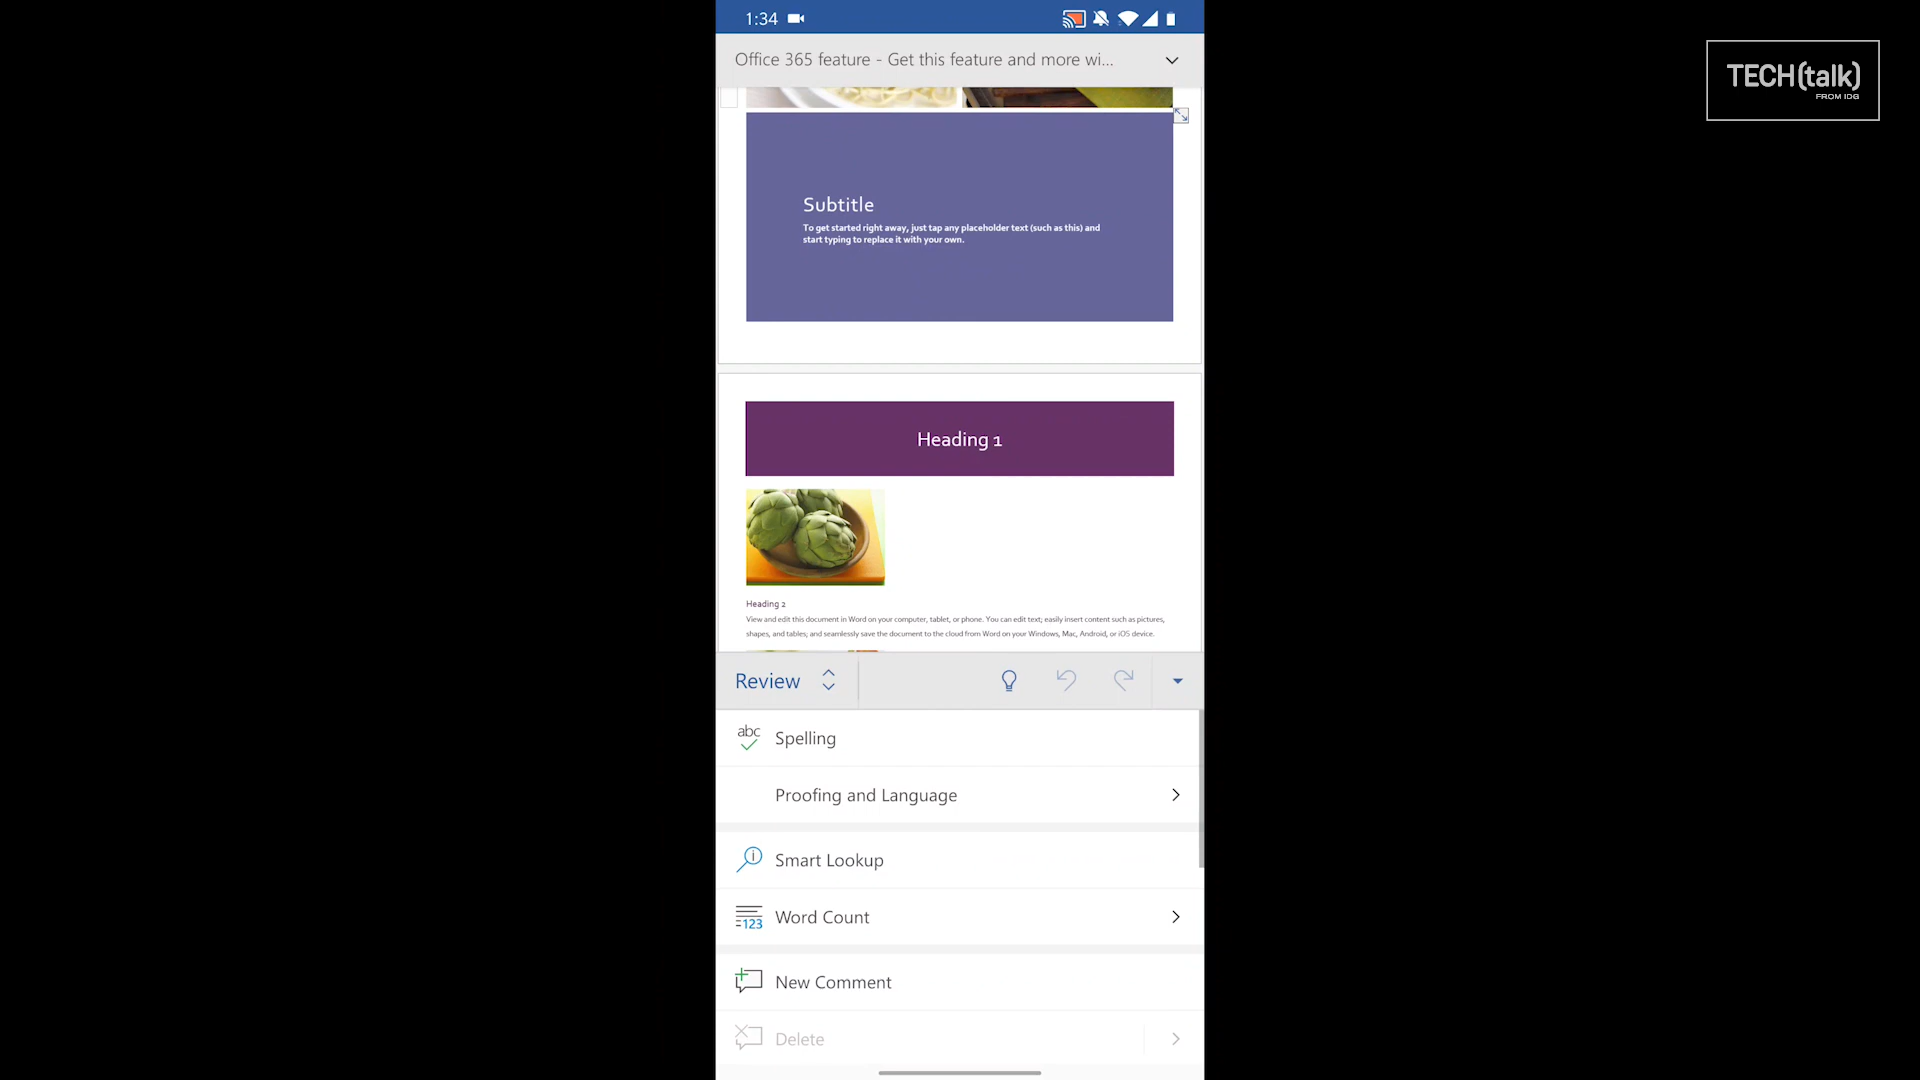 1:34
TECH(talk)
FROM IDG
Office 365 feature - Get this feature and more wi...
Subtitle
To get started right away, just tap any placeholder text (such as this) and
start typing to replace it with your own.
Heading 1
Heading 2
View and edit this document in Word on your computer, tablet, or phone. You can edit text; easily insert content such as pictures,
shapes, and tables; and seamlessly save the document to the cloud from Word on your Windows, Mac, Android, or iOS device.
Review
abc
Spelling
Proofing and Language
Smart Lookup
123
Word Count
New Comment
Delete